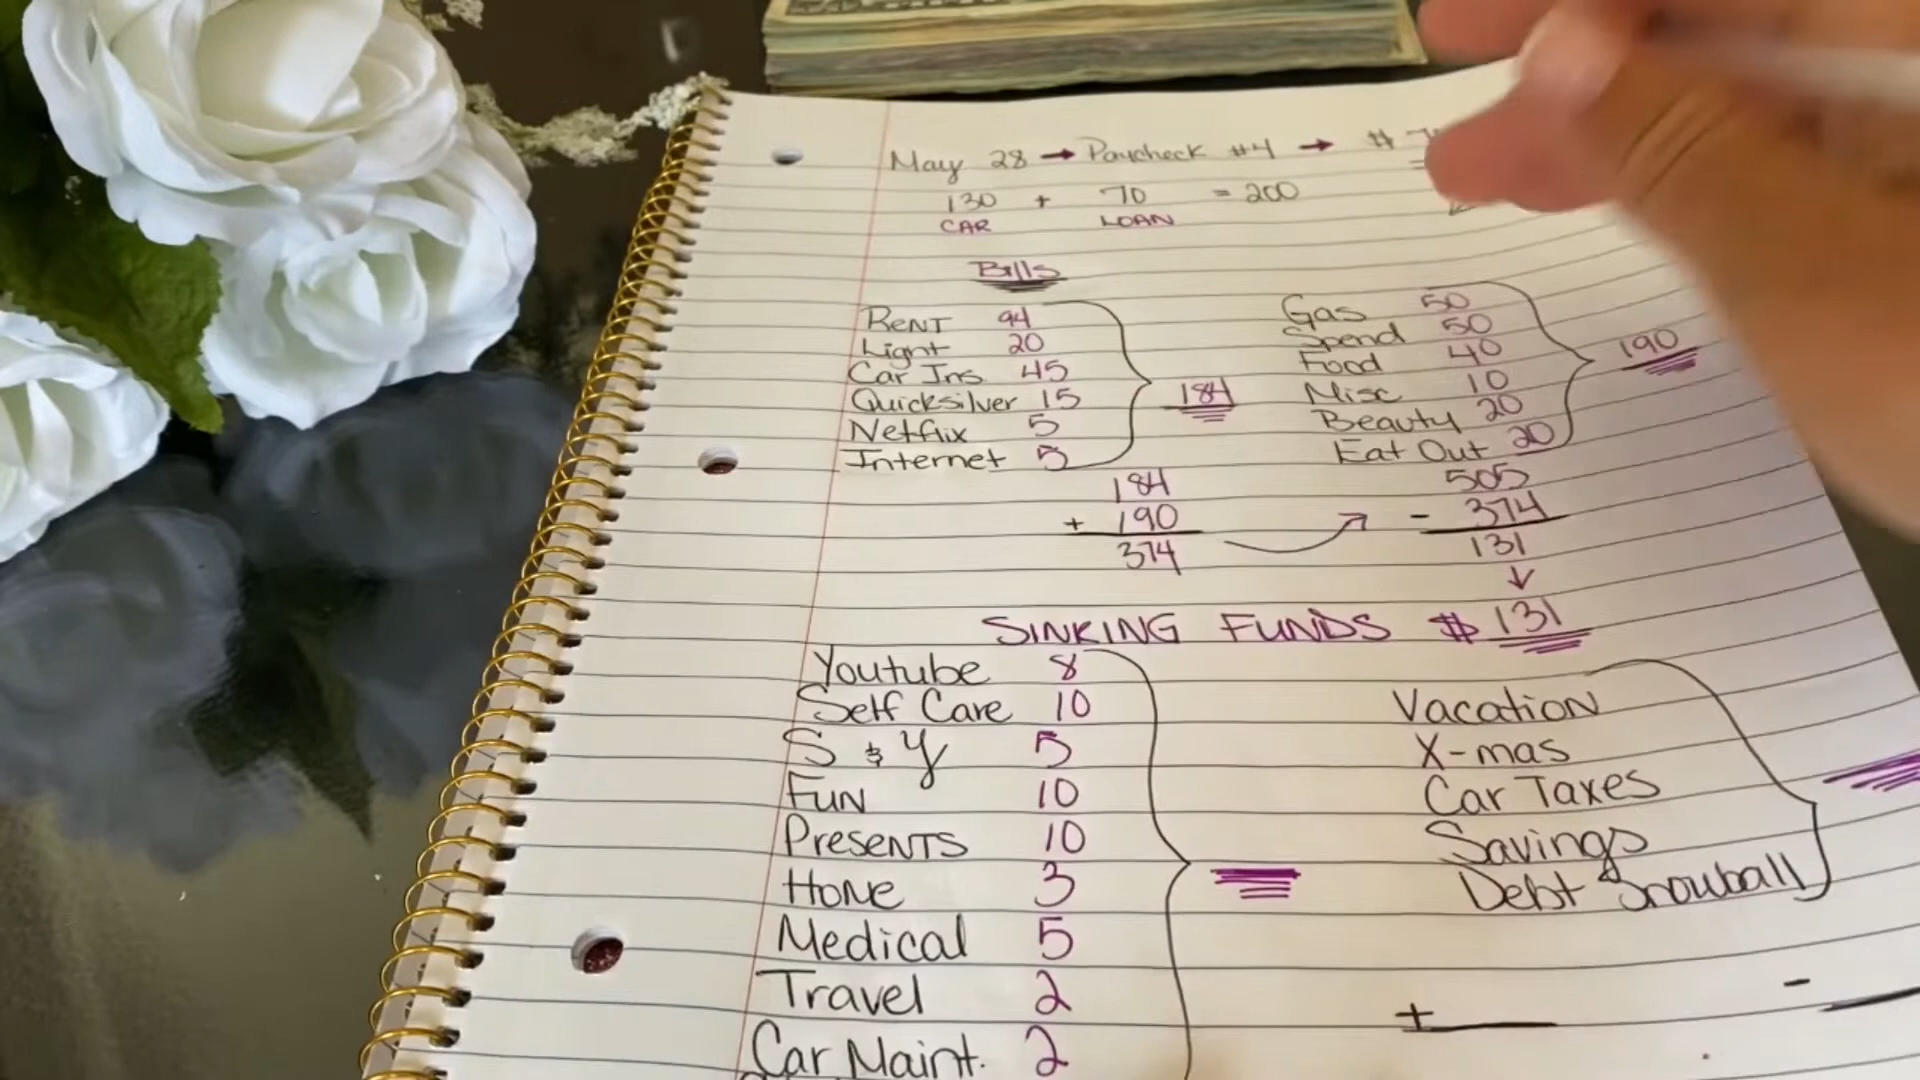 May 28 → Paycheck #4 → $ 7
130 + 70 = 200
CAR LOAN
Bills
RENT 94
Light 20
Car Ins. 45
Quicksilver 15
Netflix 5
Internet 5
184
Gas 50
Spend 50
Food 40
Misc 10
Beauty 20
Eat Out 20
190
184
+ 190
374
505
- 374
131
SINKING FUNDS $ 131
Youtube 8
Self Care 10
S & Y 5
FUN 10
PRESENTS 10
HOME 3
Medical 5
Travel 2
Car Maint. 2
Vacation
X-mas
Car Taxes
Savings
Debt Snowball
+
-